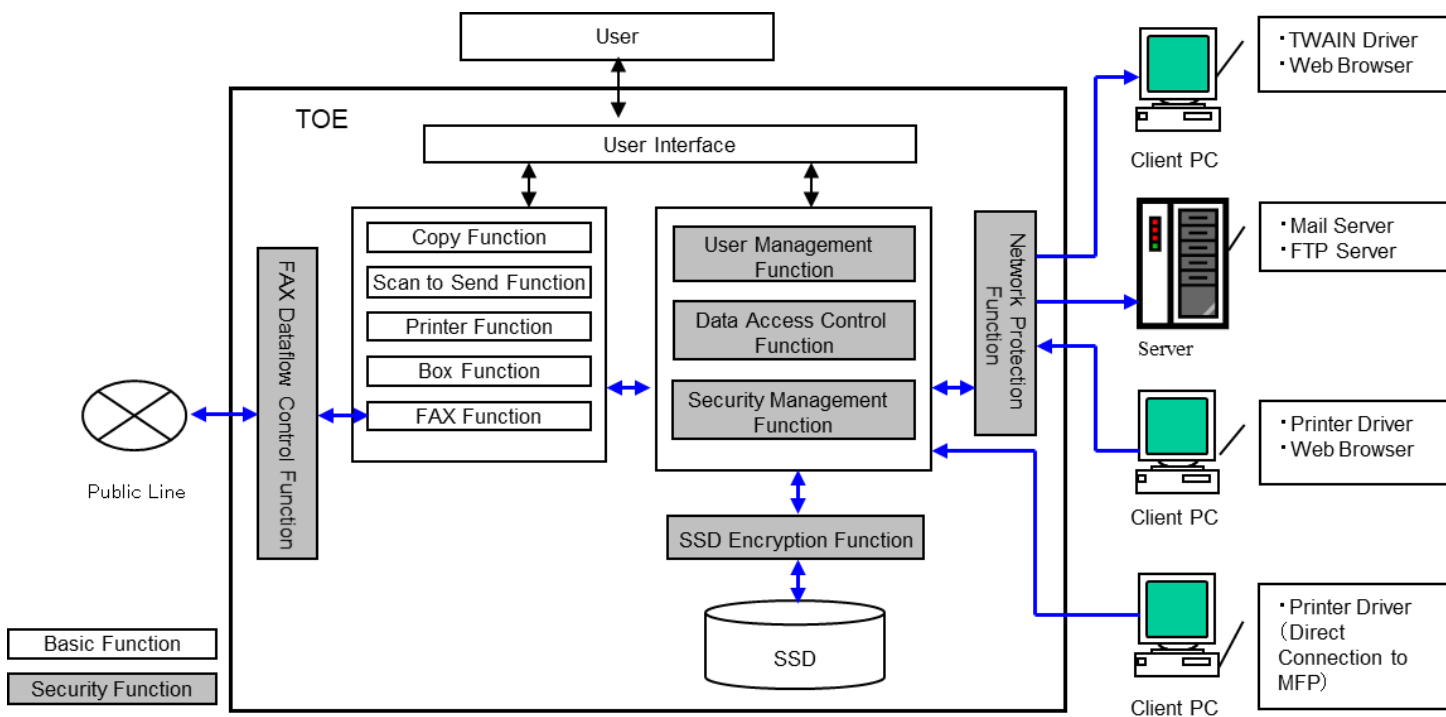 User
TOE
User Interface
Copy Function
Scan to Send Function
Printer Function
Box Function
FAX Function
User Management
Function
Data Access Control
Function
Security Management
Function
FAX Dataflow Control Function
Network Protection
Function
SSD Encryption Function
SSD
Public Line
Basic Function
Security Function
・TWAIN Driver
・Web Browser
Client PC
・Mail Server
・FTP Server
Server
・Printer Driver
・Web Browser
Client PC
・Printer Driver
（Direct
Connection to
MFP）
Client PC